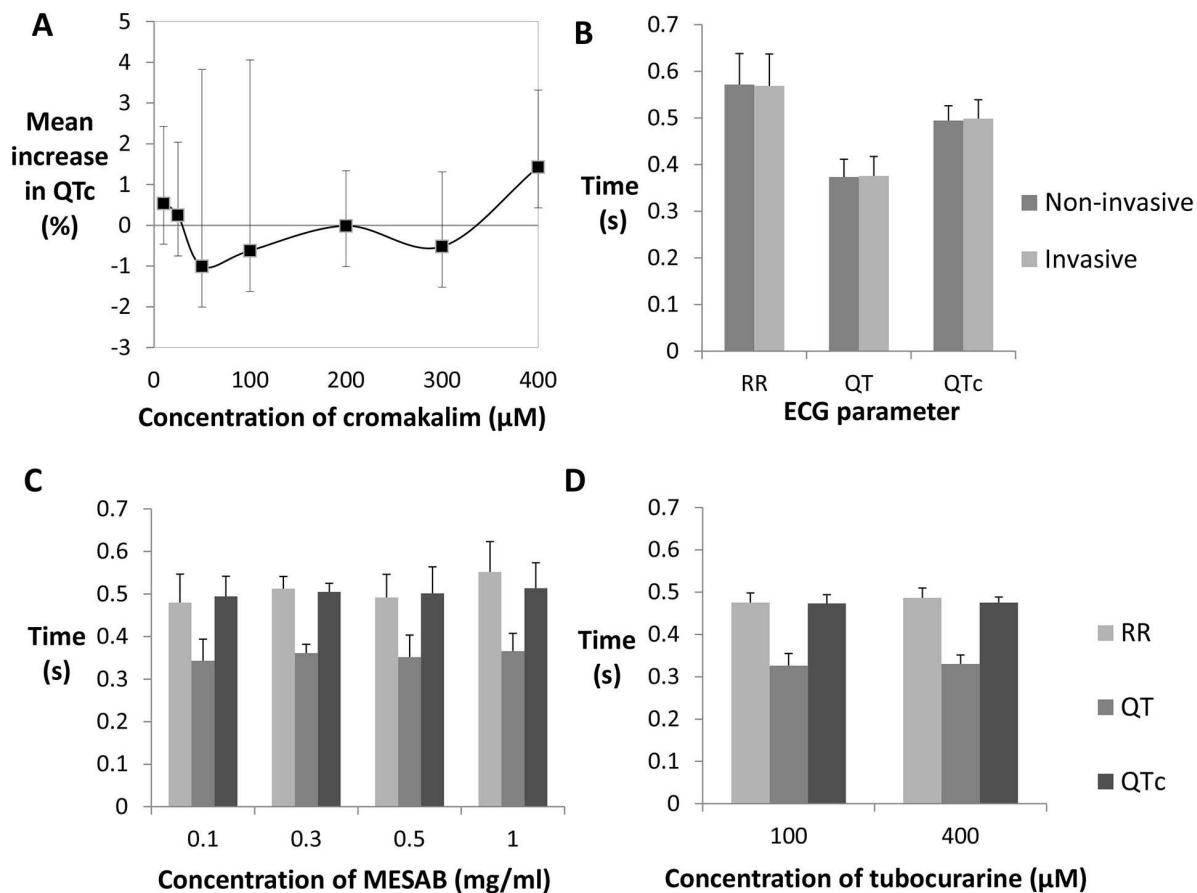 A
Mean
increase
in QTc
(%)
5
4
3
2
1
0
-1
-2
-3
0 100 200 300 400
Concentration of cromakalim (µM)
B
Time
(s)
0.7
0.6
0.5
0.4
0.3
0.2
0.1
0
RR QT QTc
ECG parameter
Non-invasive
Invasive
C
Time
(s)
0.7
0.6
0.5
0.4
0.3
0.2
0.1
0
0.1 0.3 0.5 1
Concentration of MESAB (mg/ml)
D
Time
(s)
0.7
0.6
0.5
0.4
0.3
0.2
0.1
0
100 400
Concentration of tubocurarine (µM)
RR
QT
QTc